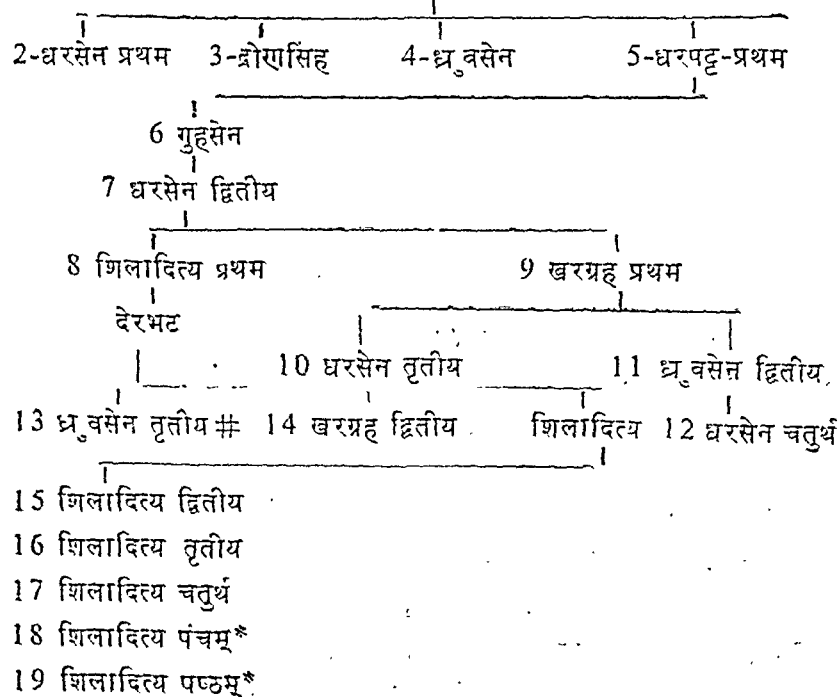 2-धरसेन प्रथम 3-द्रोणसिंह 4-ध्रुवसेन 5-धरपट्ट-प्रथम
6 गुहसेन
7 धरसेन द्वितीय
8 शिलादित्य प्रथम 9 खरग्रह प्रथम
देरभट
10 धरसेन तृतीय 11 ध्रुवसेन द्वितीय
13 ध्रुवसेन तृतीय# 14 खरग्रह द्वितीय शिलादित्य 12 धरसेन चतुर्थ
15 शिलादित्य द्वितीय
16 शिलादित्य तृतीय
17 शिलादित्य चतुर्थ
18 शिलादित्य पंचम्*
19 शिलादित्य षष्ठम्*